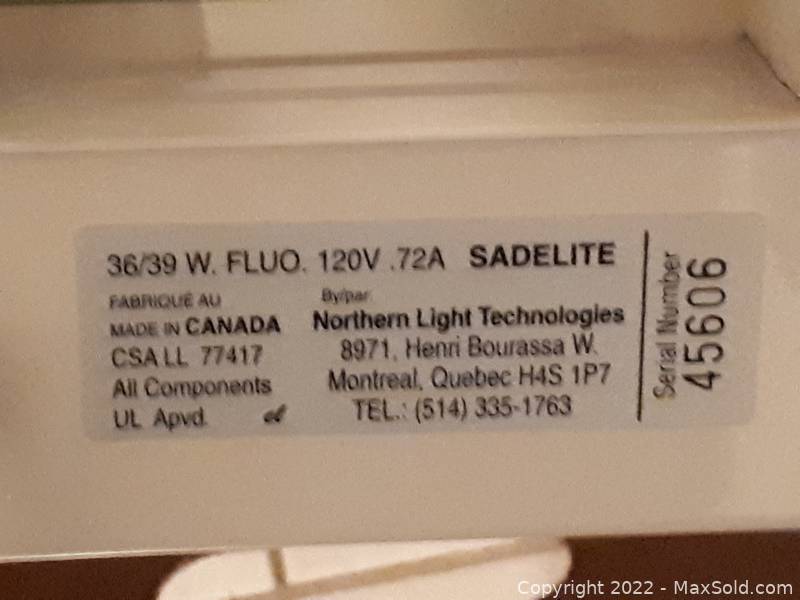 36/39 W. FLUO. 120V .72A SADELITE
FABRIQUÉ AU
MADE IN CANADA
CSA LL 77417
All Components
UL Apvd.
By/par:
Northern Light Technologies
8971, Henri Bourassa W.
Montreal, Quebec H4S 1P7
TEL.: (514) 335-1763
Serial Number
45606
Copyright 2022 - MaxSold.com